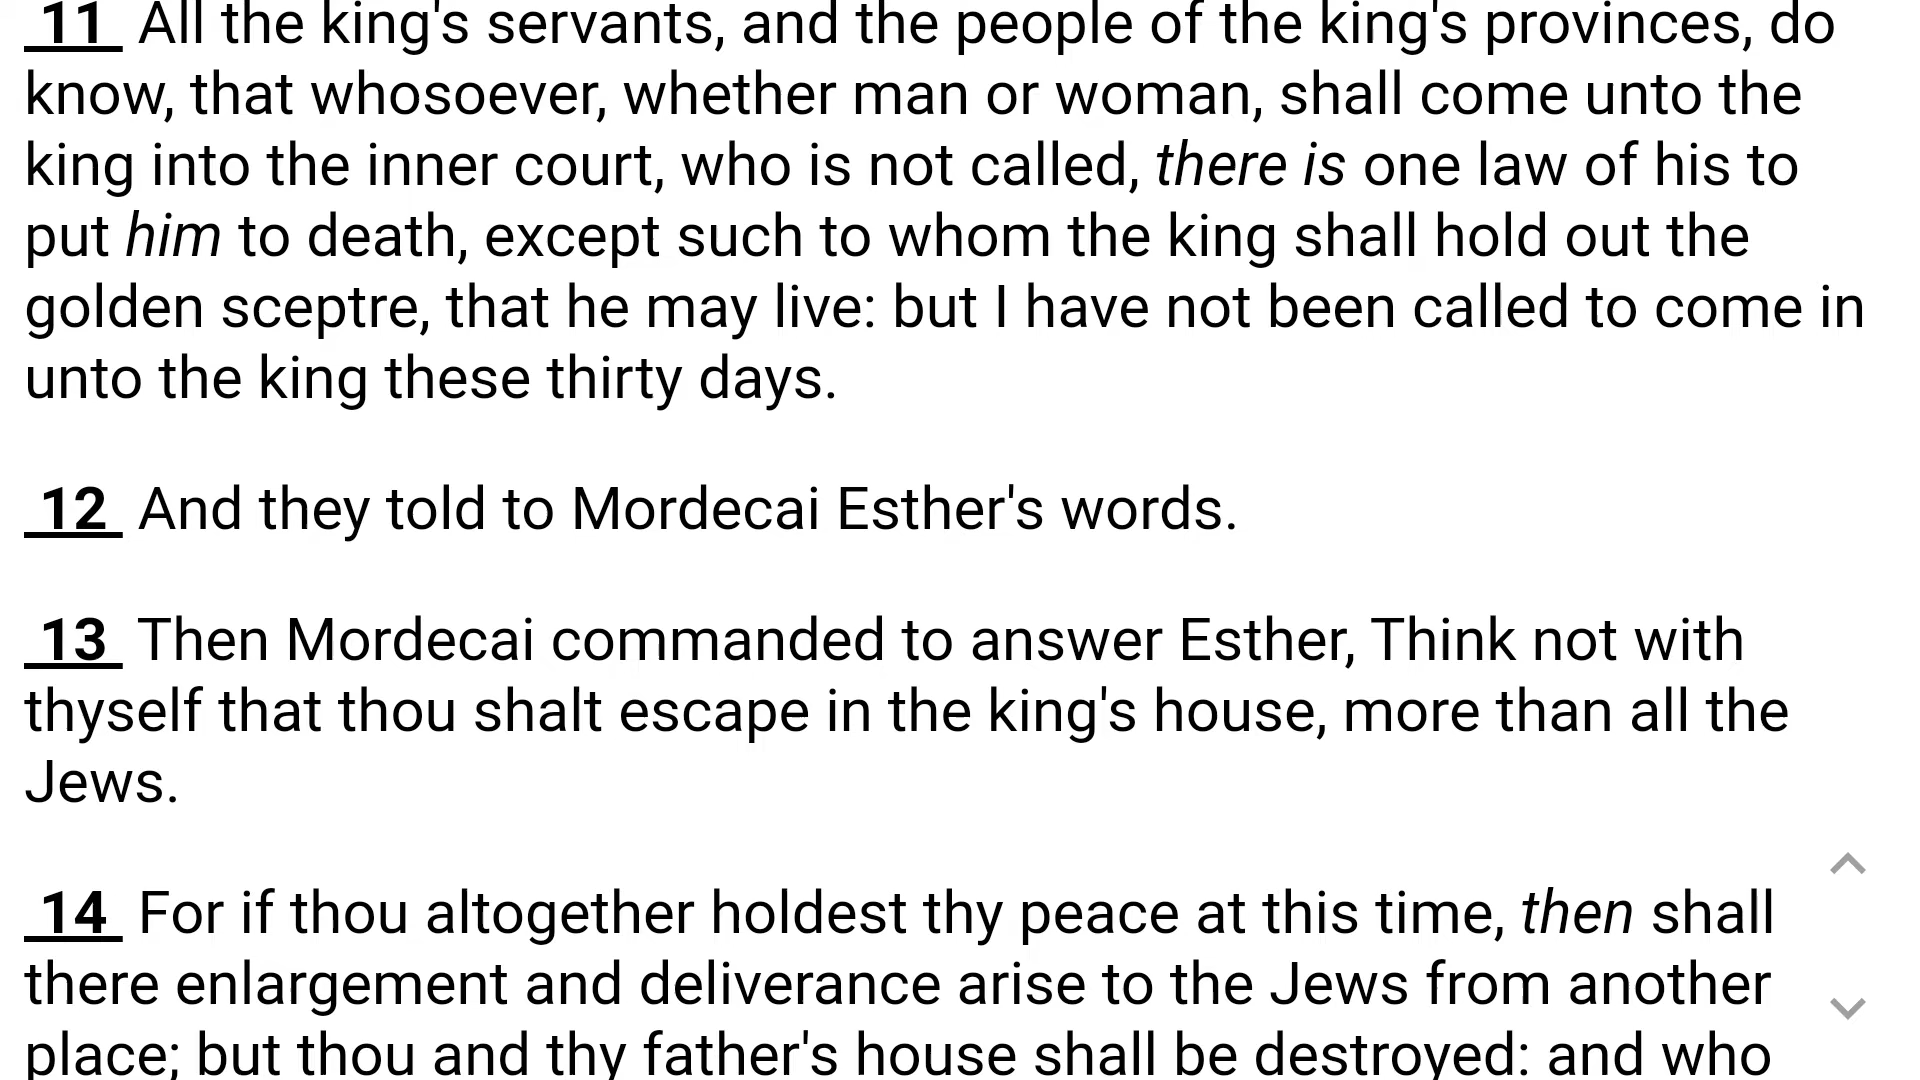 11 All the king's servants, and the people of the king's provinces, do
know, that whosoever, whether man or woman, shall come unto the
king into the inner court, who is not called, there is one law of his to
put him to death, except such to whom the king shall hold out the
golden sceptre, that he may live: but I have not been called to come in
unto the king these thirty days.
12 And they told to Mordecai Esther's words.
13 Then Mordecai commanded to answer Esther, Think not with
thyself that thou shalt escape in the king's house, more than all the
Jews.
14 For if thou altogether holdest thy peace at this time, then shall
there enlargement and deliverance arise to the Jews from another
place; but thou and thy father's house shall be destroyed: and who